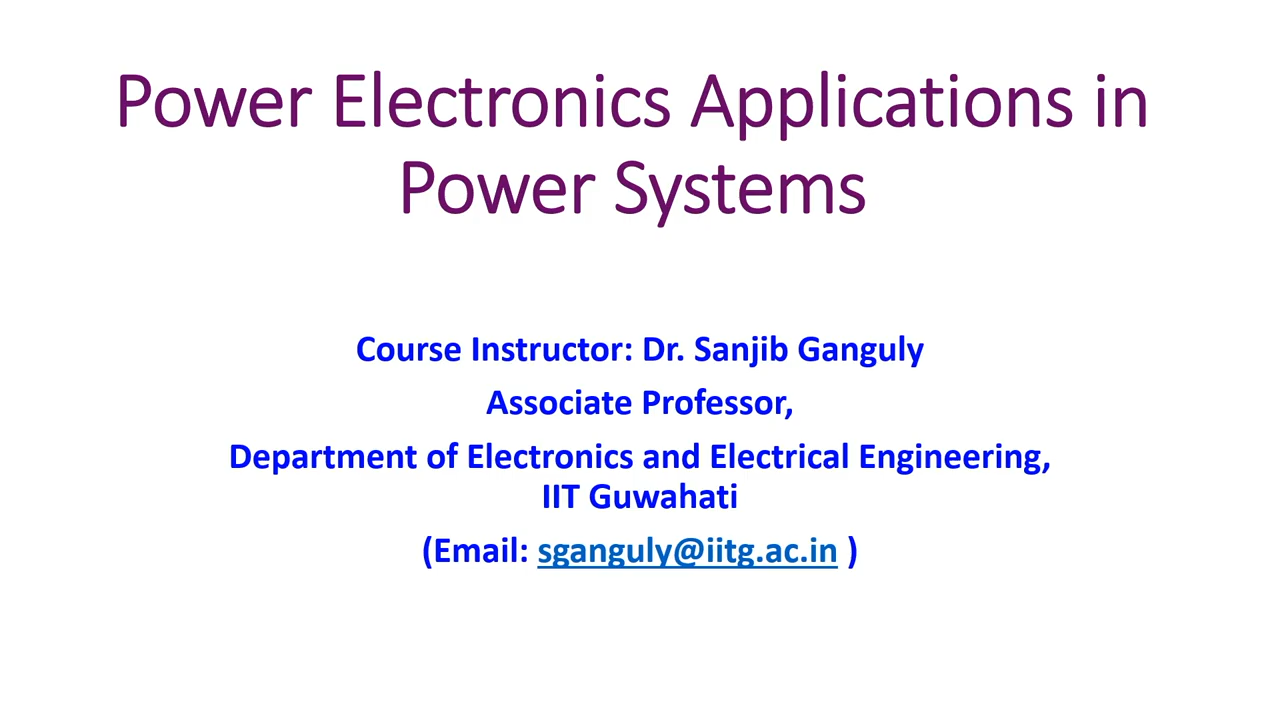 Power Electronics Applications in
Power Systems
Course Instructor: Dr. Sanjib Ganguly
Associate Professor,
Department of Electronics and Electrical Engineering,
IIT Guwahati
(Email: sganguly@iitg.ac.in )